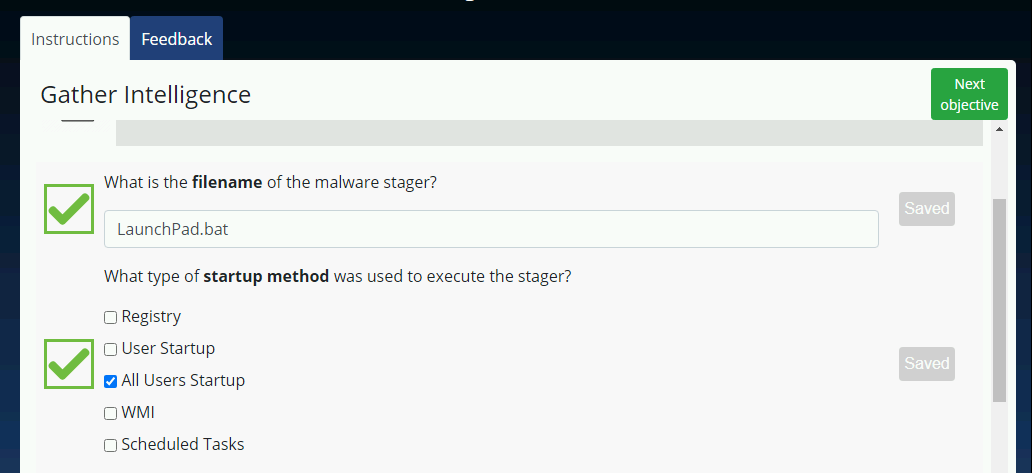 Instructions
Feedback
Gather Intelligence
Next
objective
What is the filename of the malware stager?
LaunchPad.bat
Saved
What type of startup method was used to execute the stager?
Registry
User Startup
All Users Startup
Saved
WMI
Scheduled Tasks